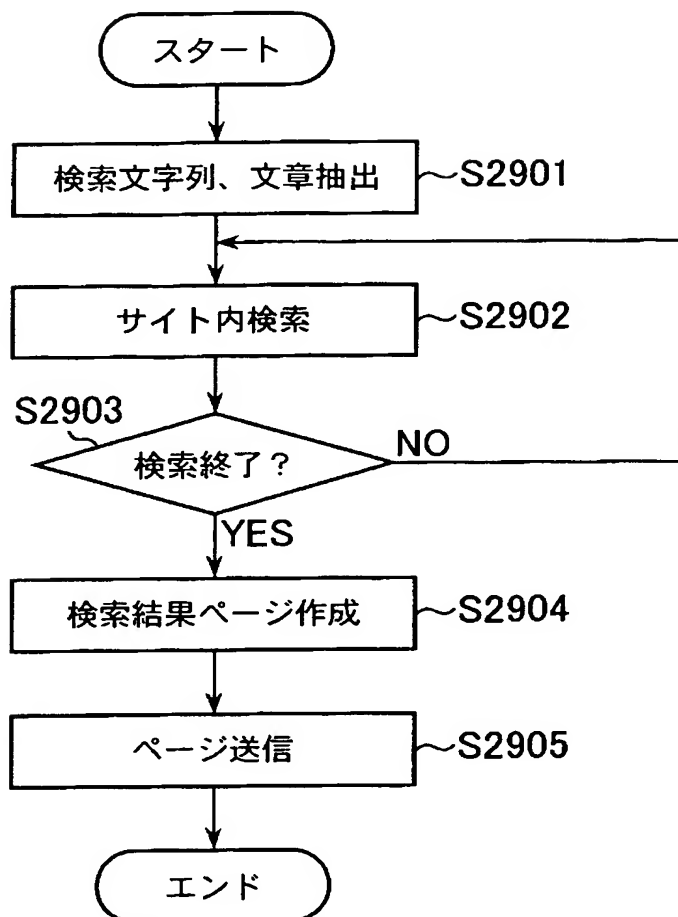 スタート
検索文字列、文章抽出
S2901
サイト内検索
S2902
S2903
検索終了？
NO
YES
検索結果ページ作成
S2904
ページ送信
S2905
エンド